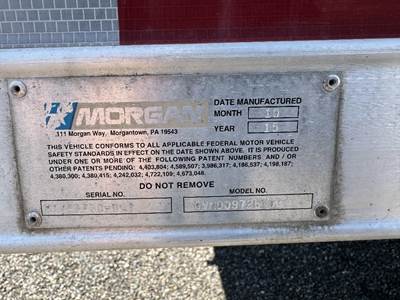 MORGAN
111 Morgan Way, Morgantown, PA 19543
DATE MANUFACTURED
MONTH 10
YEAR 15
THIS VEHICLE CONFORMS TO ALL APPLICABLE FEDERAL MOTOR VEHICLE
SAFETY STANDARDS IN EFFECT ON THE DATE SHOWN ABOVE. IT IS PRODUCED
UNDER ONE OR MORE OF THE FOLLOWING PATENT NUMBERS AND / OR
OTHER PATENTS PENDING: 4,403,804; 4,589,507; 3,986,317; 4,186,537; 4,198,187;
4,380,300; 4,380,415; 4,242,032; 4,722,109; 4,673,048.
DO NOT REMOVE
SERIAL NO.
MODEL NO.